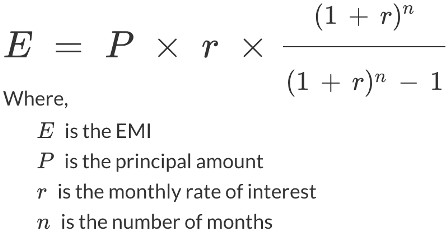 E = P × r × (1 + r)^n / ((1 + r)^n − 1)
Where,
E is the EMI
P is the principal amount
r is the monthly rate of interest
n is the number of months